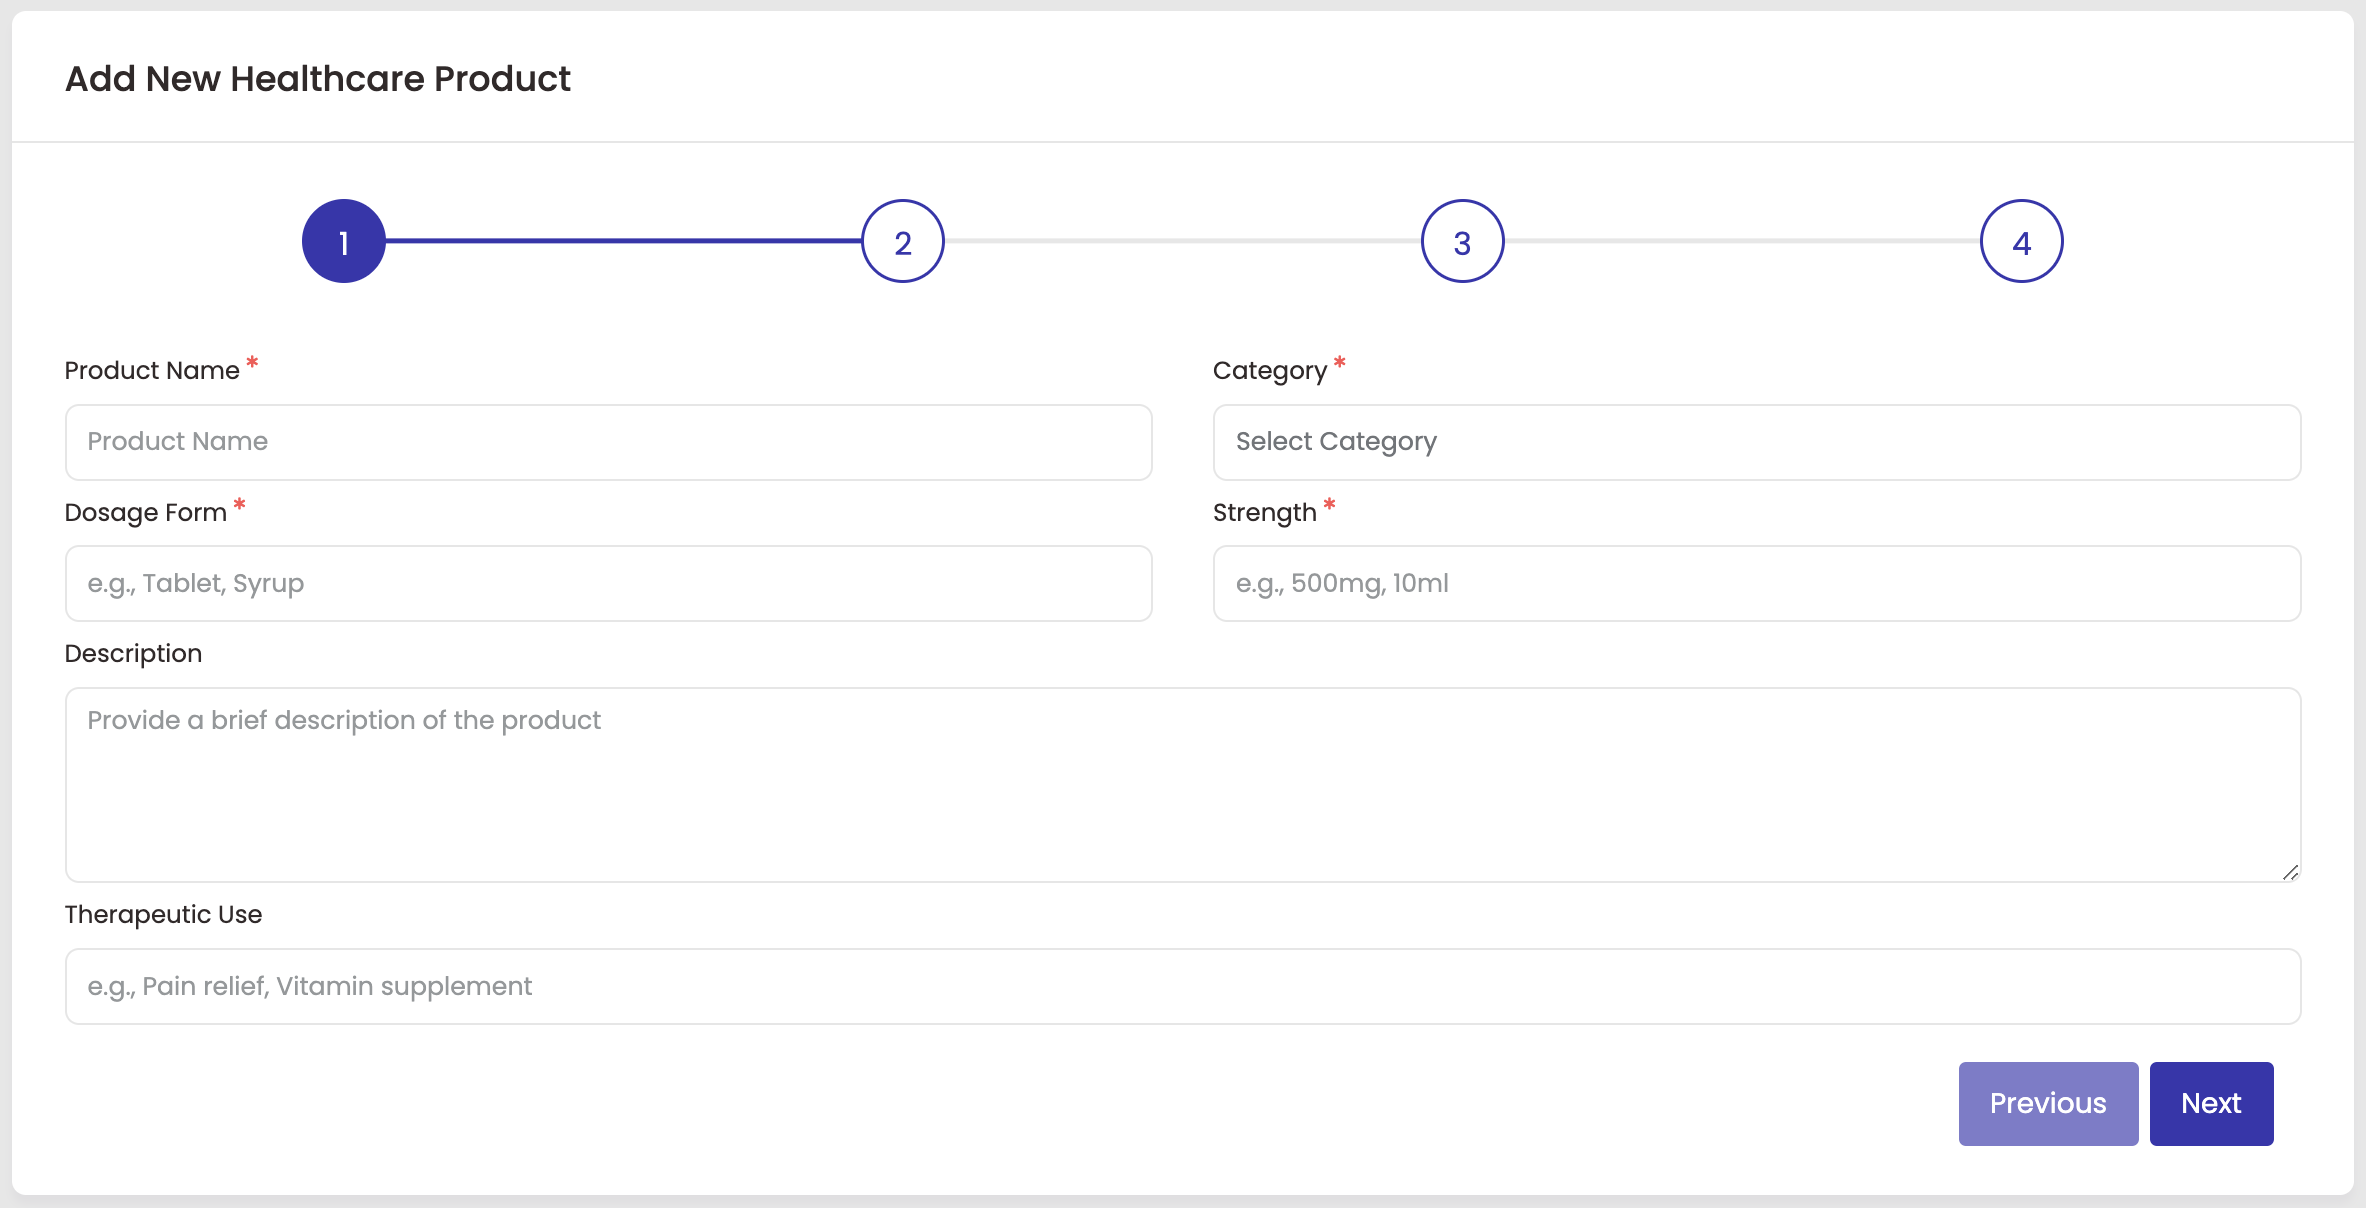 Add New Healthcare Product
1 2 3 4
Product Name * Category *
Product Name Select Category
Dosage Form * Strength *
e.g., Tablet, Syrup e.g., 500mg, 10ml
Description
Provide a brief description of the product
Therapeutic Use
e.g., Pain relief, Vitamin supplement
Previous Next